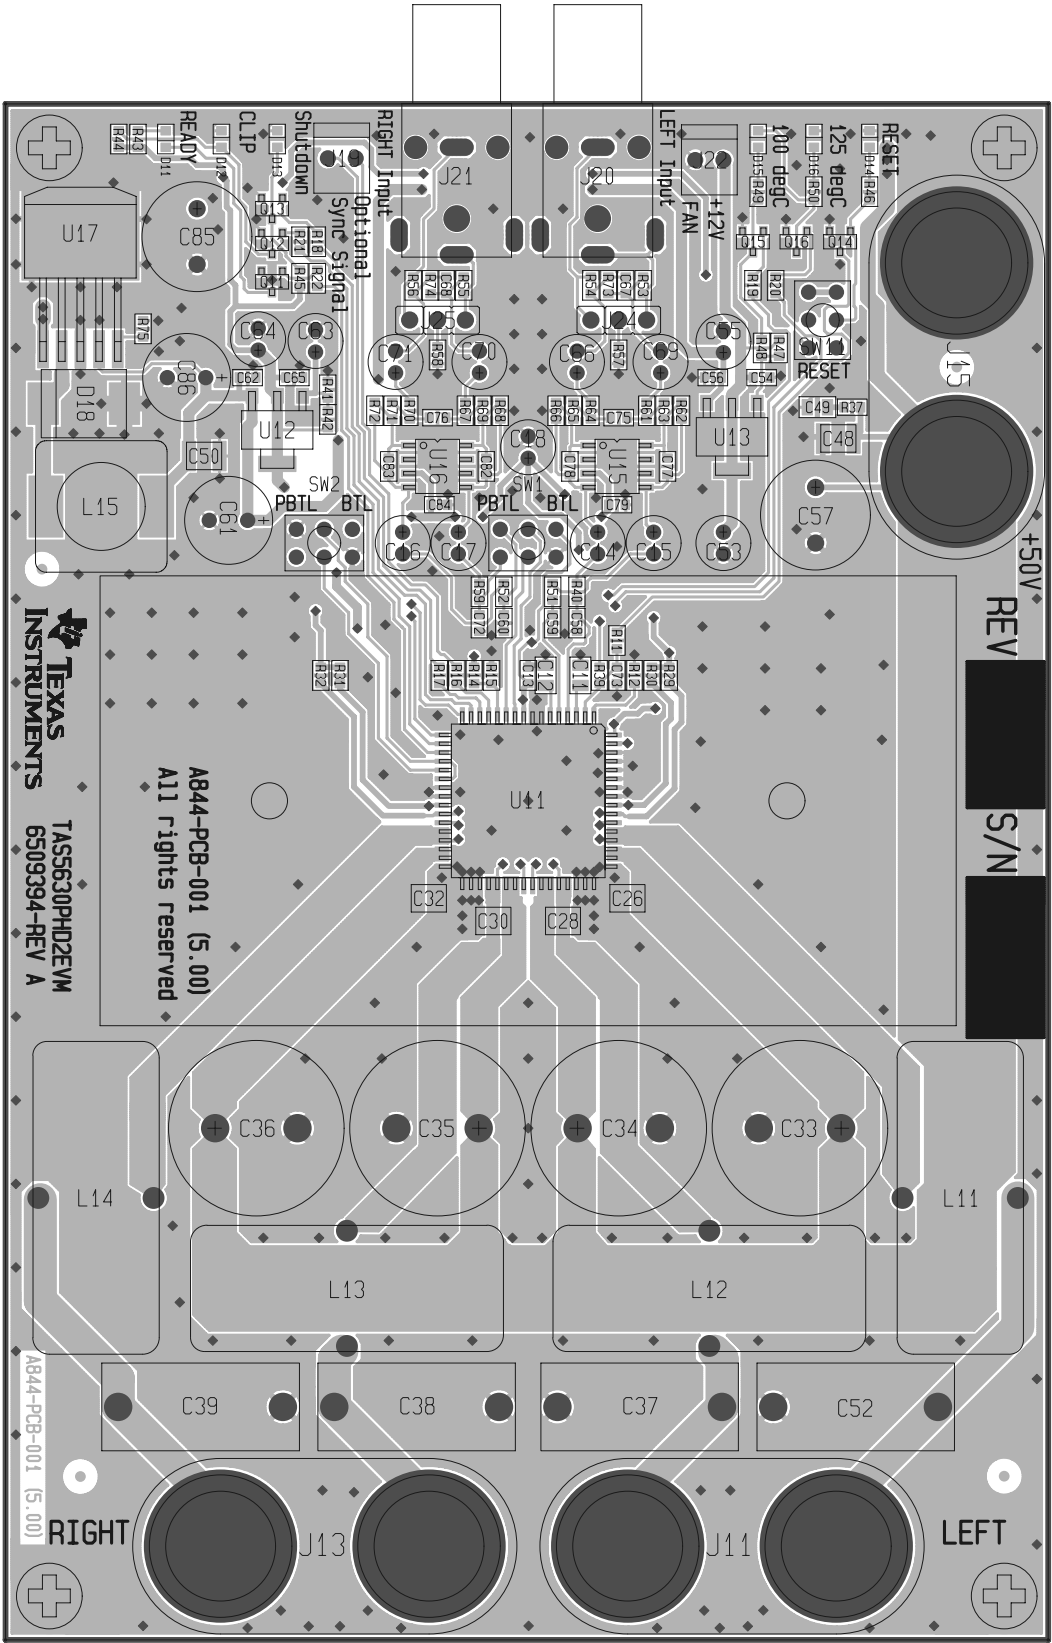 R44
R43
D11
READY
CLIP
Shutdown
J19
RIGHT Input
Optional
Sync Signal
J21
J20
LEFT Input
J22
+12V
FAN
D15
R49
100 degC
D16
R50
125 degC
D14
R46
RESET
U17
C85
Q13
Q12
R21
R18
R45
R22
R56
R74
C68
R55
R54
R73
C67
R53
Q15
Q16
Q14
R19
R20
R75
C64
C63
J25
J24
C55
R48
R47
RESET
J15
D18
C86
+
C62
C65
C71
R58
C70
C66
R57
C69
C56
C54
R41
R42
R72
R71
R70
C76
R67
R69
R68
R66
R65
R64
C75
R61
R63
R62
C49
R37
U12
U13
C48
C50
C83
U16
C82
C18
C78
U15
C77
L15
C61
+
SW2
PBTL
BTL
C84
SW1
PBTL
BTL
C79
C57
C53
+50V
R59
R52
C72
C60
R51
R40
C59
C58
R11
TEXAS
INSTRUMENTS
REV
S/N
R32
R31
R17
R16
R14
R15
C13
C12
C11
R39
C73
R12
R30
R29
U11
A844-PCB-001 (5.00)
All rights reserved
TAS5630PHD2EVM
6509394-REV A
C32
C30
C28
C26
C36
C35
C34
C33
L14
L11
L13
L12
C39
C38
C37
C52
A844-PCB-001 (5.00)
RIGHT
J13
J11
LEFT